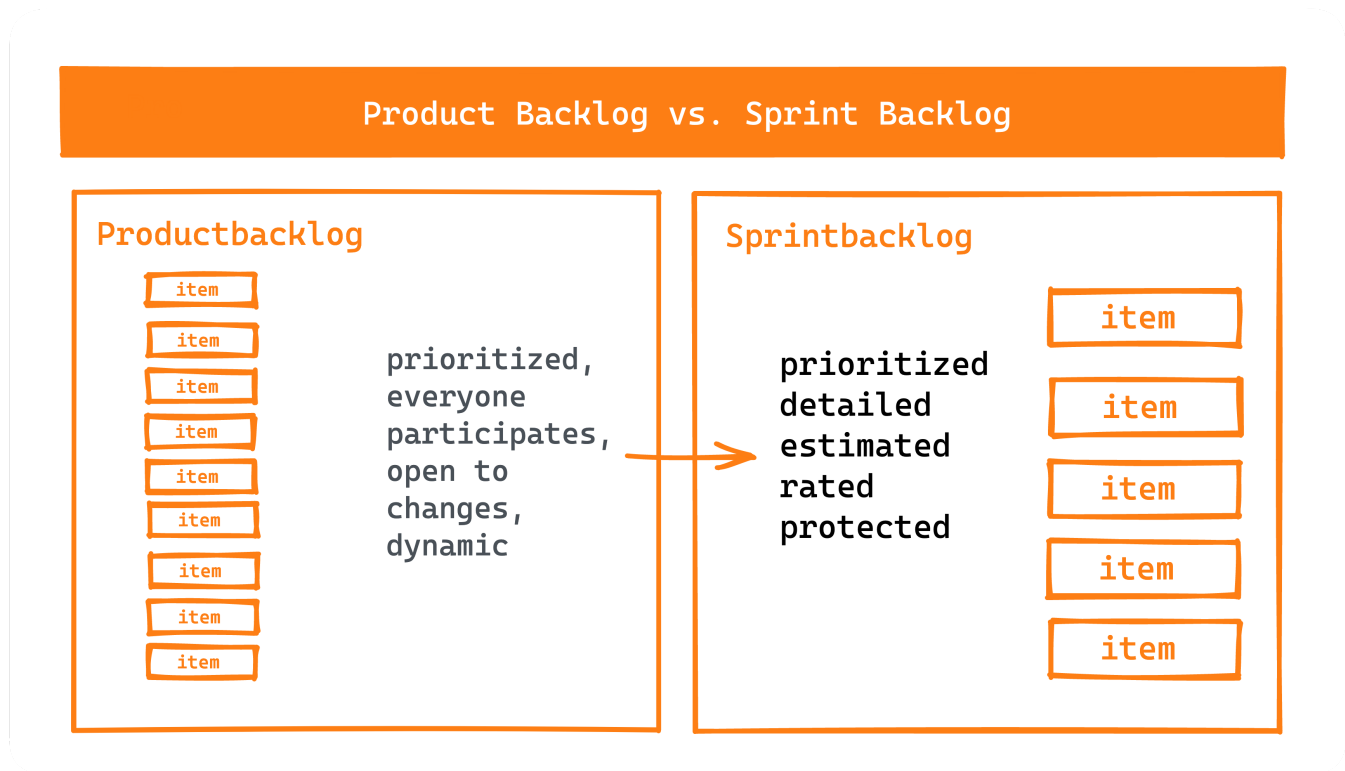 Product Backlog vs. Sprint Backlog
Productbacklog
item
item
item
item
item
item
item
item
item
prioritized,
everyone
participates,
open to
changes,
dynamic
Sprintbacklog
prioritized
detailed
estimated
rated
protected
item
item
item
item
item